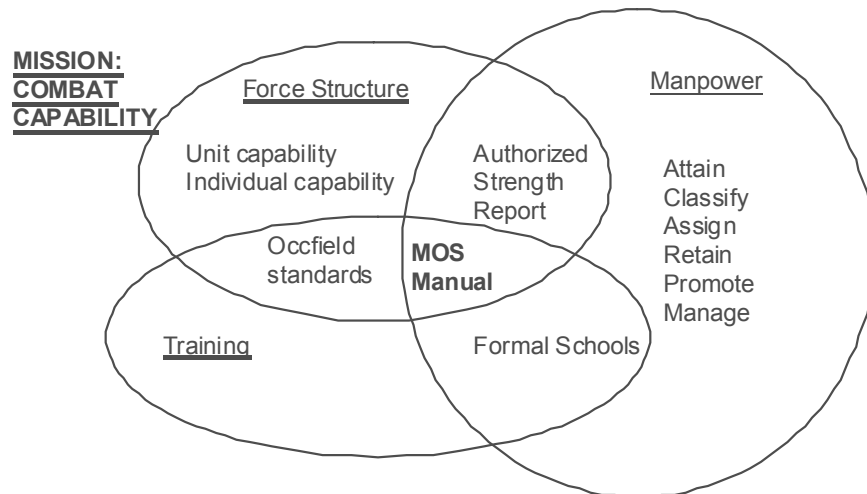 MISSION:
COMBAT
CAPABILITY
Force Structure
Manpower
Unit capability
Individual capability
Authorized
Strength
Report
Attain
Classify
Assign
Retain
Promote
Manage
Occfield
standards
MOS
Manual
Training
Formal Schools